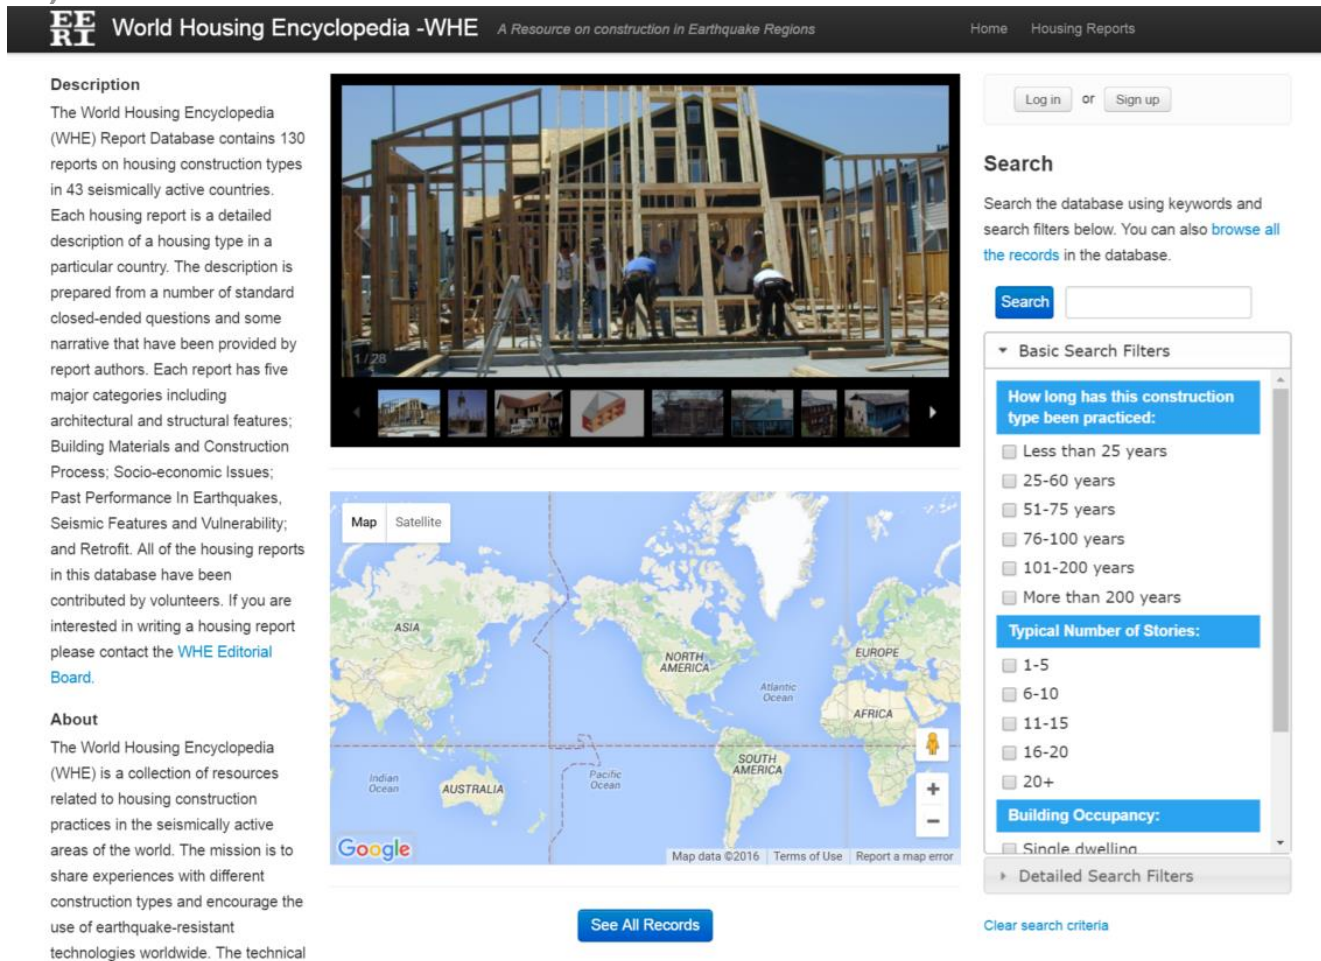 EE
RI
World Housing Encyclopedia -WHE
A Resource on construction in Earthquake Regions
Home
Housing Reports
Description
The World Housing Encyclopedia
(WHE) Report Database contains 130
reports on housing construction types
in 43 seismically active countries.
Each housing report is a detailed
description of a housing type in a
particular country. The description is
prepared from a number of standard
closed-ended questions and some
narrative that have been provided by
report authors. Each report has five
major categories including
architectural and structural features;
Building Materials and Construction
Process; Socio-economic Issues;
Past Performance In Earthquakes,
Seismic Features and Vulnerability;
and Retrofit. All of the housing reports
in this database have been
contributed by volunteers. If you are
interested in writing a housing report
please contact the WHE Editorial
Board.
About
The World Housing Encyclopedia
(WHE) is a collection of resources
related to housing construction
practices in the seismically active
areas of the world. The mission is to
share experiences with different
construction types and encourage the
use of earthquake-resistant
technologies worldwide. The technical
1 / 28
Map
Satellite
ASIA
NORTH
AMERICA
EUROPE
Atlantic
Ocean
AFRICA
SOUTH
AMERICA
Indian
Ocean
AUSTRALIA
Pacific
Ocean
+
−
Google
Map data ©2016
Terms of Use
Report a map error
See All Records
Log in or Sign up
Search
Search the database using keywords and
search filters below. You can also browse all
the records in the database.
Search
Basic Search Filters
How long has this construction
type been practiced:
Less than 25 years
25-60 years
51-75 years
76-100 years
101-200 years
More than 200 years
Typical Number of Stories:
1-5
6-10
11-15
16-20
20+
Building Occupancy:
Single dwelling
Detailed Search Filters
Clear search criteria